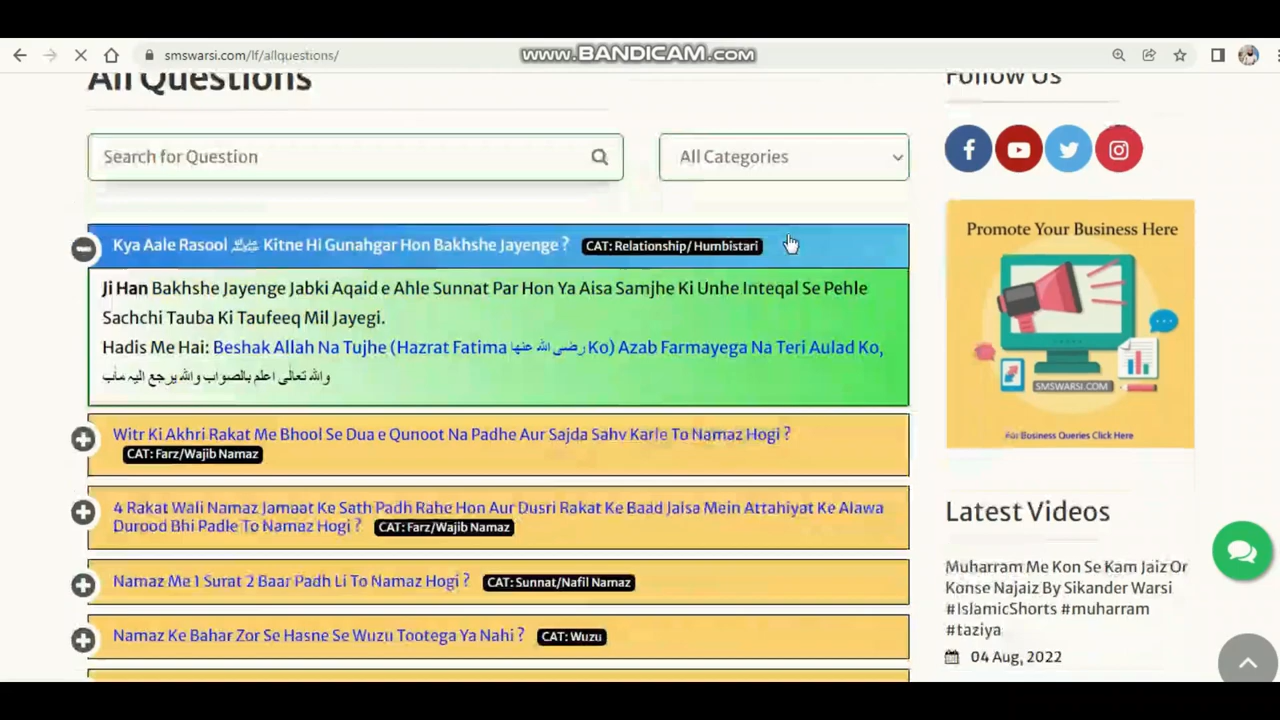 smswarsi.com/lf/allquestions/
www.BANDICAM.com
All Questions
Search for Question
All Categories
Kya Aale Rasool ﷺ Kitne Hi Gunahgar Hon Bakhshe Jayenge ? CAT: Relationship/ Humbistari
Ji Han Bakhshe Jayenge Jabki Aqaid e Ahle Sunnat Par Hon Ya Aisa Samjhe Ki Unhe Inteqal Se Pehle
Sachchi Tauba Ki Taufeeq Mil Jayegi.
Hadis Me Hai: Beshak Allah Na Tujhe (Hazrat Fatima رضی اللہ عنہا Ko) Azab Farmayega Na Teri Aulad Ko,
واللہ تعالٰی اعلم بالصواب واللہ یرجع الیہ مأب
Witr Ki Akhri Rakat Me Bhool Se Dua e Qunoot Na Padhe Aur Sajda Sahv Karle To Namaz Hogi ?
CAT: Farz/Wajib Namaz
4 Rakat Wali Namaz Jamaat Ke Sath Padh Rahe Hon Aur Dusri Rakat Ke Baad Jalsa Mein Attahiyat Ke Alawa
Durood Bhi Padle To Namaz Hogi ? CAT: Farz/Wajib Namaz
Namaz Me 1 Surat 2 Baar Padh Li To Namaz Hogi ? CAT: Sunnat/Nafil Namaz
Namaz Ke Bahar Zor Se Hasne Se Wuzu Tootega Ya Nahi ? CAT: Wuzu
Follow Us
Promote Your Business Here
SMSWARSI.COM
For Business Queries Click Here
Latest Videos
Muharram Me Kon Se Kam Jaiz Or
Konse Najaiz By Sikander Warsi
#IslamicShorts #muharram
#taziya
04 Aug, 2022